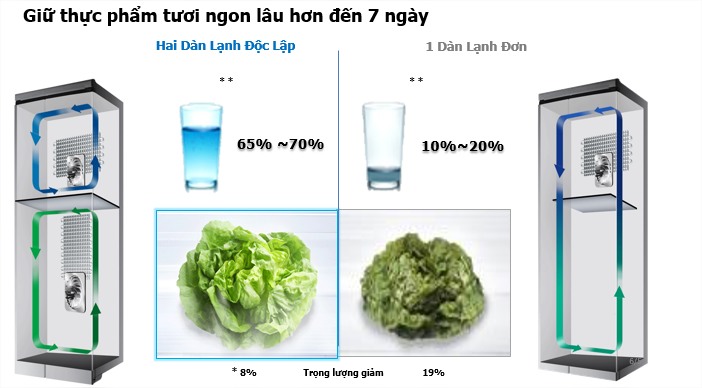 Giữ thực phẩm tươi ngon lâu hơn đến 7 ngày
Hai Dàn Lạnh Độc Lập
1 Dàn Lạnh Đơn
* *
* *
65% ~70%
10%~20%
* 8%
Trọng lượng giảm
19%